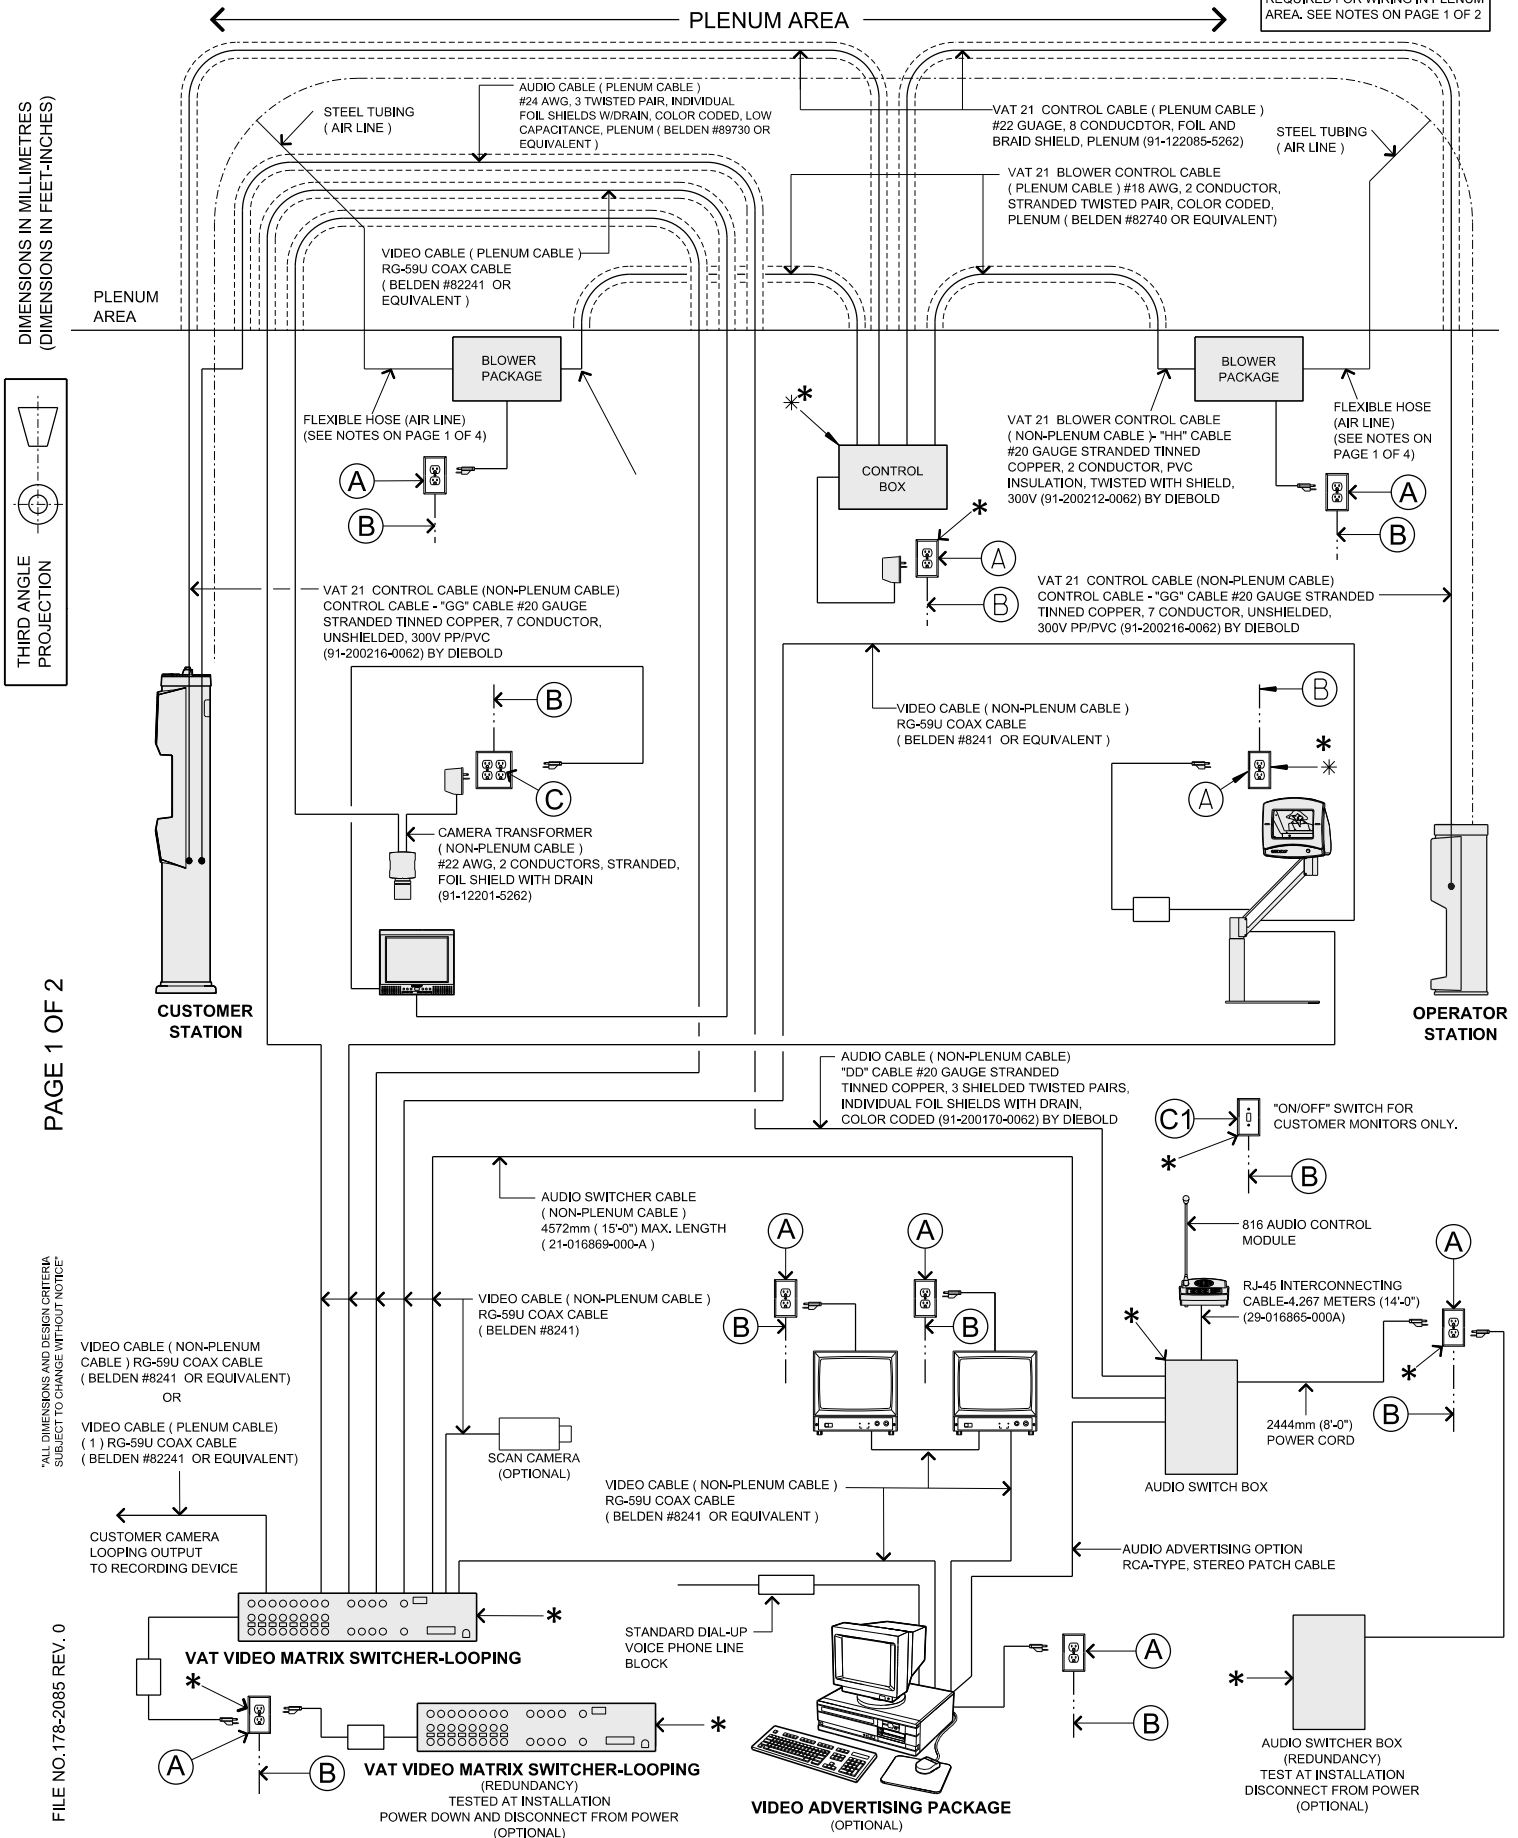 PLENUM AREA
REQUIRED FOR WIRING IN PLENUM
AREA. SEE NOTES ON PAGE 1 OF 2
DIMENSIONS IN MILLIMETRES
(DIMENSIONS IN FEET-INCHES)
THIRD ANGLE
PROJECTION
PAGE 1 OF 2
"ALL DIMENSIONS AND DESIGN CRITERIA
SUBJECT TO CHANGE WITHOUT NOTICE"
FILE NO.178-2085 REV. 0
STEEL TUBING
( AIR LINE )
AUDIO CABLE ( PLENUM CABLE )
#24 AWG, 3 TWISTED PAIR, INDIVIDUAL
FOIL SHIELDS W/DRAIN, COLOR CODED, LOW
CAPACITANCE, PLENUM ( BELDEN #89730 OR
EQUIVALENT )
VAT 21 CONTROL CABLE ( PLENUM CABLE )
#22 GUAGE, 8 CONDUCDTOR, FOIL AND
BRAID SHIELD, PLENUM (91-122085-5262)
STEEL TUBING
( AIR LINE )
VAT 21 BLOWER CONTROL CABLE
( PLENUM CABLE ) #18 AWG, 2 CONDUCTOR,
STRANDED TWISTED PAIR, COLOR CODED,
PLENUM ( BELDEN #82740 OR EQUIVALENT)
VIDEO CABLE ( PLENUM CABLE )
RG-59U COAX CABLE
( BELDEN #82241 OR
EQUIVALENT )
PLENUM
AREA
BLOWER
PACKAGE
BLOWER
PACKAGE
FLEXIBLE HOSE (AIR LINE)
(SEE NOTES ON PAGE 1 OF 4)
* *
CONTROL
BOX
VAT 21 BLOWER CONTROL CABLE
( NON-PLENUM CABLE )- "HH" CABLE
#20 GAUGE STRANDED TINNED
COPPER, 2 CONDUCTOR, PVC
INSULATION, TWISTED WITH SHIELD,
300V (91-200212-0062) BY DIEBOLD
FLEXIBLE HOSE
(AIR LINE)
(SEE NOTES ON
PAGE 1 OF 4)
A
B
*
A
B
A
B
VAT 21 CONTROL CABLE (NON-PLENUM CABLE)
CONTROL CABLE - "GG" CABLE #20 GAUGE
STRANDED TINNED COPPER, 7 CONDUCTOR,
UNSHIELDED, 300V PP/PVC
(91-200216-0062) BY DIEBOLD
VAT 21 CONTROL CABLE (NON-PLENUM CABLE)
CONTROL CABLE - "GG" CABLE #20 GAUGE STRANDED
TINNED COPPER, 7 CONDUCTOR, UNSHIELDED,
300V PP/PVC (91-200216-0062) BY DIEBOLD
B
C
VIDEO CABLE ( NON-PLENUM CABLE )
RG-59U COAX CABLE
( BELDEN #8241 OR EQUIVALENT )
B
* *
A
CAMERA TRANSFORMER
( NON-PLENUM CABLE )
#22 AWG, 2 CONDUCTORS, STRANDED,
FOIL SHIELD WITH DRAIN
(91-12201-5262)
CUSTOMER
STATION
OPERATOR
STATION
AUDIO CABLE ( NON-PLENUM CABLE)
"DD" CABLE #20 GAUGE STRANDED
TINNED COPPER, 3 SHIELDED TWISTED PAIRS,
INDIVIDUAL FOIL SHIELDS WITH DRAIN,
COLOR CODED (91-200170-0062) BY DIEBOLD
C1
"ON/OFF" SWITCH FOR
CUSTOMER MONITORS ONLY.
*
B
AUDIO SWITCHER CABLE
( NON-PLENUM CABLE )
4572mm ( 15'-0") MAX. LENGTH
( 21-016869-000-A )
A
A
816 AUDIO CONTROL
MODULE
A
VIDEO CABLE ( NON-PLENUM CABLE )
RG-59U COAX CABLE
( BELDEN #8241)
B
B
RJ-45 INTERCONNECTING
CABLE-4.267 METERS (14'-0")
(29-016865-000A)
*
*
VIDEO CABLE ( NON-PLENUM
CABLE ) RG-59U COAX CABLE
( BELDEN #8241 OR EQUIVALENT)
OR
VIDEO CABLE ( PLENUM CABLE)
( 1 ) RG-59U COAX CABLE
( BELDEN #82241 OR EQUIVALENT)
B
2444mm (8'-0")
POWER CORD
SCAN CAMERA
(OPTIONAL)
VIDEO CABLE ( NON-PLENUM CABLE )
RG-59U COAX CABLE
( BELDEN #8241 OR EQUIVALENT )
AUDIO SWITCH BOX
CUSTOMER CAMERA
LOOPING OUTPUT
TO RECORDING DEVICE
AUDIO ADVERTISING OPTION
RCA-TYPE, STEREO PATCH CABLE
*
VAT VIDEO MATRIX SWITCHER-LOOPING
STANDARD DIAL-UP
VOICE PHONE LINE
BLOCK
A
B
*
*
A
B
*
VAT VIDEO MATRIX SWITCHER-LOOPING
(REDUNDANCY)
TESTED AT INSTALLATION
POWER DOWN AND DISCONNECT FROM POWER
(OPTIONAL)
VIDEO ADVERTISING PACKAGE
(OPTIONAL)
AUDIO SWITCHER BOX
(REDUNDANCY)
TEST AT INSTALLATION
DISCONNECT FROM POWER
(OPTIONAL)